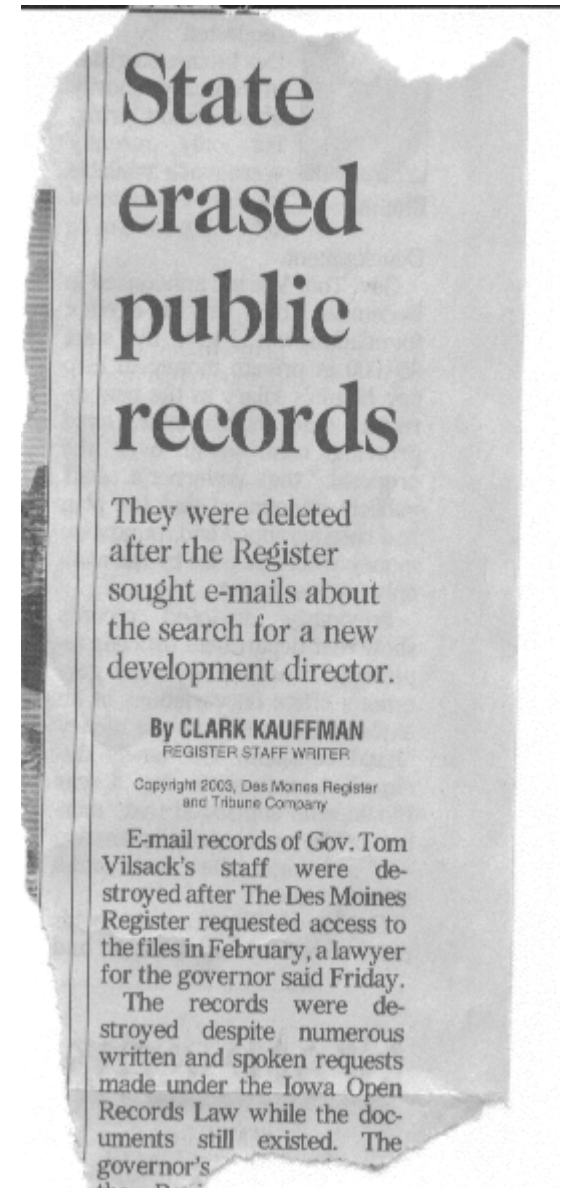 State
erased
public
records
They were deleted
after the Register
sought e-mails about
the search for a new
development director.
By CLARK KAUFFMAN
REGISTER STAFF WRITER
Copyright 2003, Des Moines Register
and Tribune Company
E-mail records of Gov. Tom
Vilsack's staff were de-
stroyed after The Des Moines
Register requested access to
the files in February, a lawyer
for the governor said Friday.
The records were de-
stroyed despite numerous
written and spoken requests
made under the Iowa Open
Records Law while the doc-
uments still existed. The
governor's